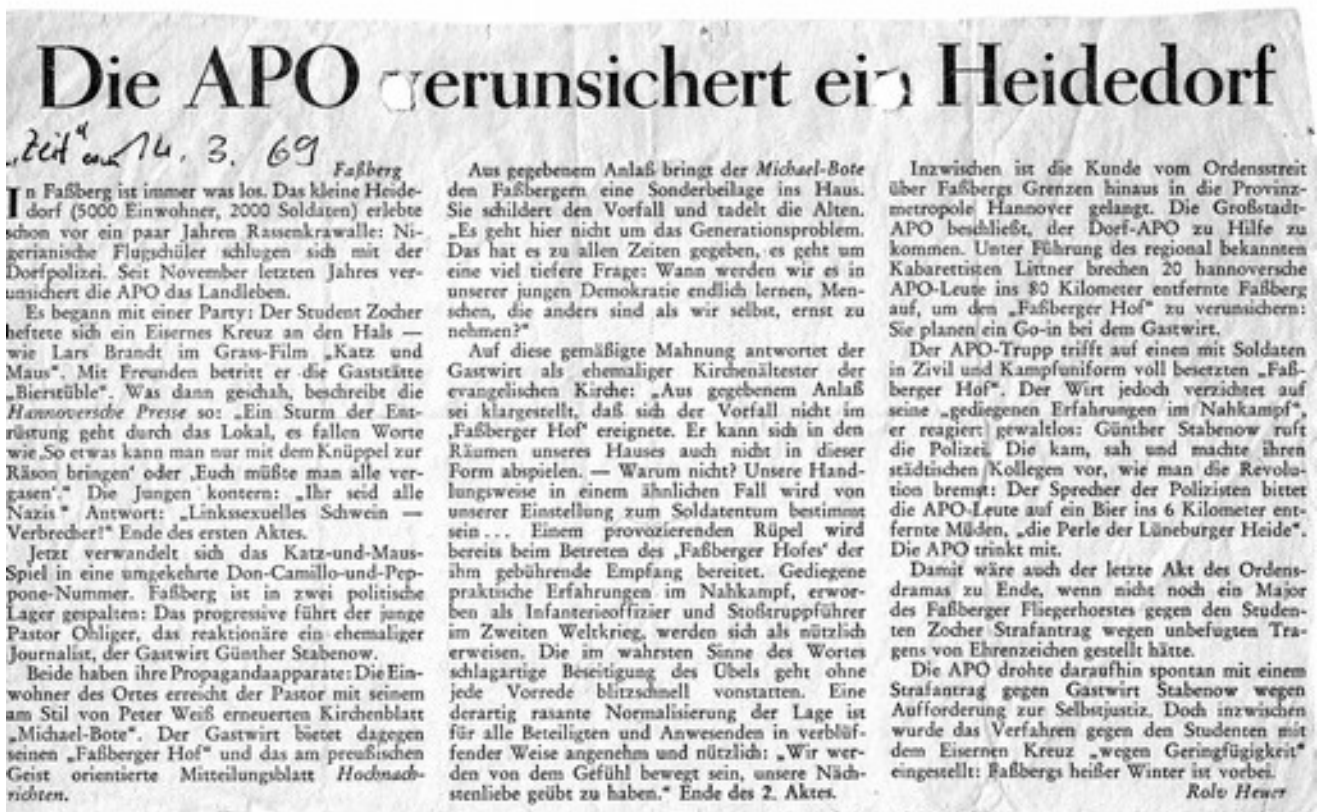 Die APO verunsichert ein Heidedorf
„Zeit“ 14. 3. 69
Faßberg
In Faßberg ist immer was los. Das kleine Heide-
dorf (5000 Einwohner, 2000 Soldaten) erlebte
schon vor ein paar Jahren Rassenkrawalle: Ni-
gerianische Flugschüler schlugen sich mit der
Dorfpolizei. Seit November letzten Jahres ver-
unsichert die APO das Landleben.
Es begann mit einer Party: Der Student Zocher
heftete sich ein Eisernes Kreuz an den Hals —
wie Lars Brandt im Grass-Film „Katz und
Maus“. Mit Freunden betritt er die Gaststätte
„Bierstüble“. Was dann geschah, beschreibt die
Hannoversche Presse so: „Ein Sturm der Ent-
rüstung geht durch das Lokal, es fallen Worte
wie ‚So etwas kann man nur mit dem Knüppel zur
Räson bringen‘ oder ‚Euch müßte man alle ver-
gasen‘.“ Die Jungen kontern: „Ihr seid alle
Nazis“ Antwort: „Linkssexuelles Schwein —
Verbrecher!“ Ende des ersten Aktes.
Jetzt verwandelt sich das Katz-und-Maus-
Spiel in eine umgekehrte Don-Camillo-und-Pep-
pone-Nummer. Faßberg ist in zwei politische
Lager gespalten: Das progressive führt der junge
Pastor Ohliger, das reaktionäre ein ehemaliger
Journalist, der Gastwirt Günther Stabenow.
Beide haben ihre Propagandaapparate: Die Ein-
wohner des Ortes erreicht der Pastor mit seinem
am Stil von Peter Weiß erneuerten Kirchenblatt
„Michael-Bote“. Der Gastwirt bietet dagegen
seinen „Faßberger Hof“ und das am preußischen
Geist orientierte Mitteilungsblatt Hochnach-
richten.
Aus gegebenem Anlaß bringt der Michael-Bote
den Faßbergern eine Sonderbeilage ins Haus.
Sie schildert den Vorfall und tadelt die Alten.
„Es geht hier nicht um das Generationsproblem.
Das hat es zu allen Zeiten gegeben, es geht um
eine viel tiefere Frage: Wann werden wir es in
unserer jungen Demokratie endlich lernen, Men-
schen, die anders sind als wir selbst, ernst zu
nehmen?“
Auf diese gemäßigte Mahnung antwortet der
Gastwirt als ehemaliger Kirchenältester der
evangelischen Kirche: „Aus gegebenem Anlaß
sei klargestellt, daß sich der Vorfall nicht im
‚Faßberger Hof‘ ereignete. Er kann sich in den
Räumen unseres Hauses auch nicht in dieser
Form abspielen. — Warum nicht? Unsere Hand-
lungsweise in einem ähnlichen Fall wird von
unserer Einstellung zum Soldatentum bestimmt
sein ... Einem provozierenden Rüpel wird
bereits beim Betreten des ‚Faßberger Hofes‘ der
ihm gebührende Empfang bereitet. Gediegene
praktische Erfahrungen im Nahkampf, erwor-
ben als Infanterieoffizier und Stoßtruppführer
im Zweiten Weltkrieg, werden sich als nützlich
erweisen. Die im wahrsten Sinne des Wortes
schlagartige Beseitigung des Übels geht ohne
jede Vorrede blitzschnell vonstatten. Eine
derartig rasante Normalisierung der Lage ist
für alle Beteiligten und Anwesenden in verblüf-
fender Weise angenehm und nützlich: „Wir wer-
den von dem Gefühl bewegt sein, unsere Näch-
stenliebe geübt zu haben.“ Ende des 2. Aktes.
Inzwischen ist die Kunde vom Ordensstreit
über Faßbergs Grenzen hinaus in die Provinz-
metropole Hannover gelangt. Die Großstadt-
APO beschließt, der Dorf-APO zu Hilfe zu
kommen. Unter Führung des regional bekannten
Kabarettisten Littner brechen 20 hannoversche
APO-Leute ins 80 Kilometer entfernte Faßberg
auf, um den „Faßberger Hof“ zu verunsichern:
Sie planen ein Go-in bei dem Gastwirt.
Der APO-Trupp trifft auf einen mit Soldaten
in Zivil und Kampfuniform voll besetzten „Faß-
berger Hof“. Der Wirt jedoch verzichtet auf
seine „gediegenen Erfahrungen im Nahkampf“,
er reagiert gewaltlos: Günther Stabenow ruft
die Polizei. Die kam, sah und machte ihren
städtischen Kollegen vor, wie man die Revolu-
tion bremst: Der Sprecher der Polizisten bittet
die APO-Leute auf ein Bier ins 6 Kilometer ent-
fernte Müden, „die Perle der Lüneburger Heide“.
Die APO trinkt mit.
Damit wäre auch der letzte Akt des Ordens-
dramas zu Ende, wenn nicht noch ein Major
des Faßberger Fliegerhorstes gegen den Studen-
ten Zocher Strafantrag wegen unbefugten Tra-
gens von Ehrenzeichen gestellt hätte.
Die APO drohte daraufhin spontan mit einem
Strafantrag gegen Gastwirt Stabenow wegen
Aufforderung zur Selbstjustiz. Doch inzwischen
wurde das Verfahren gegen den Studenten mit
dem Eisernen Kreuz „wegen Geringfügigkeit“
eingestellt: Faßbergs heißer Winter ist vorbei.
Rolv Heuer